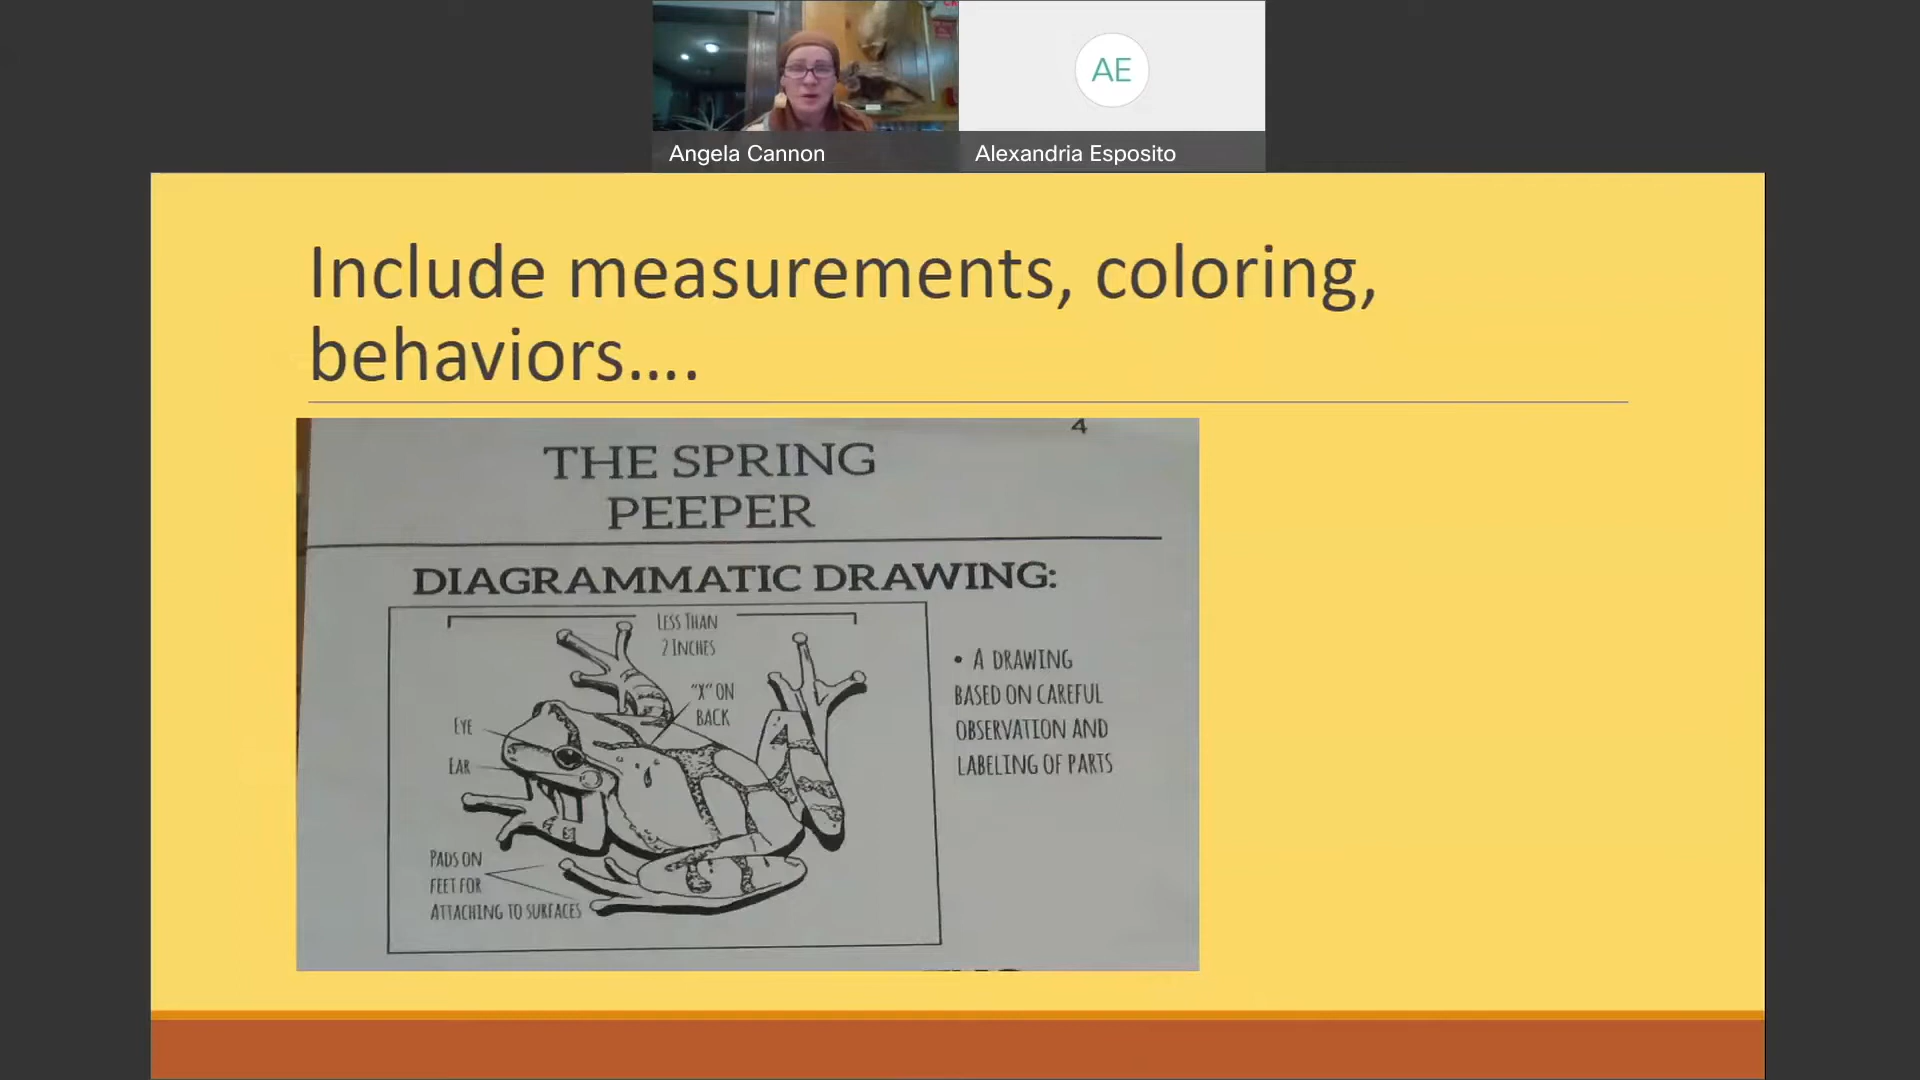 AE
Angela Cannon
Alexandria Esposito
Include measurements, coloring,
behaviors....
4
THE SPRING
PEEPER
DIAGRAMMATIC DRAWING:
LESS THAN
2 INCHES
"X" ON
BACK
EYE
EAR
PADS ON
FEET FOR
ATTACHING TO SURFACES
• A DRAWING
BASED ON CAREFUL
OBSERVATION AND
LABELING OF PARTS